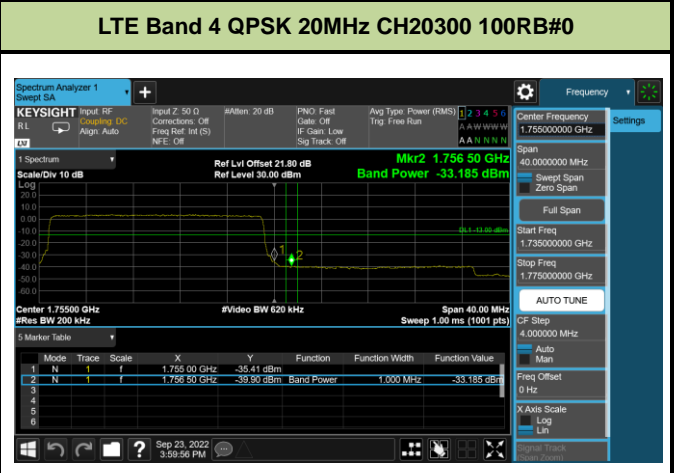 LTE Band 4 QPSK 20MHz CH20300 100RB#0
Spectrum Analyzer 1
Swept SA
Frequency
KEYSIGHT
RL
LXI
Input: RF
Coupling: DC
Align: Auto
Input Z: 50 Ω
Corrections: Off
Freq Ref: Int (S)
NFE: Off
#Atten: 20 dB
PNO: Fast
Gate: Off
IF Gain: Low
Sig Track: Off
Avg Type: Power (RMS)
Trig: Free Run
1 2 3 4 5 6
A A W W W W
A A N N N N
1 Spectrum
Scale/Div 10 dB
Ref Lvl Offset 21.80 dB
Ref Level 30.00 dBm
Mkr2 1.756 50 GHz
Band Power -33.185 dBm
Log
20.0
10.0
0.00
-10.0
-20.0
-30.0
-40.0
-50.0
-60.0
DL1 -13.00 dBm
1
2
Center 1.75500 GHz
#Res BW 200 kHz
#Video BW 620 kHz
Span 40.00 MHz
Sweep 1.00 ms (1001 pts)
5 Marker Table
Mode Trace Scale X Y Function Function Width Function Value
1 N 1 f 1.755 00 GHz -35.41 dBm
2 N 1 f 1.756 50 GHz -39.90 dBm Band Power 1.000 MHz -33.185 dBm
3
4
5
6
Center Frequency
1.755000000 GHz
Settings
Span
40.0000000 MHz
Swept Span
Zero Span
Full Span
Start Freq
1.735000000 GHz
Stop Freq
1.775000000 GHz
AUTO TUNE
CF Step
4.000000 MHz
Auto
Man
Freq Offset
0 Hz
X Axis Scale
Log
Lin
Signal Track
(Span Zoom)
?
Sep 23, 2022
3:59:56 PM